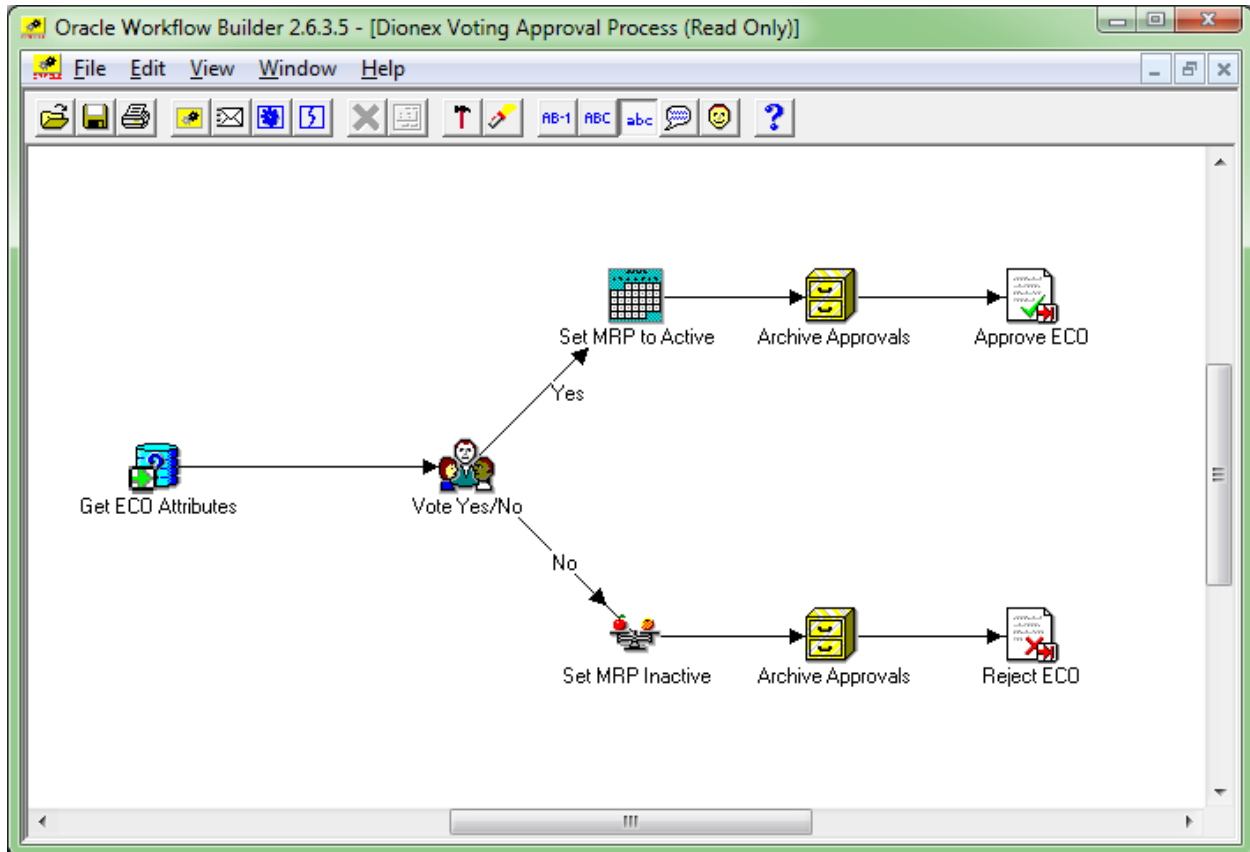 Oracle Workflow Builder 2.6.3.5 - [Dionex Voting Approval Process (Read Only)]
File Edit View Window Help
AB-1 ABC abc
Set MRP to Active Archive Approvals Approve ECO
Yes
Get ECO Attributes Vote Yes/No
No
Set MRP Inactive Archive Approvals Reject ECO